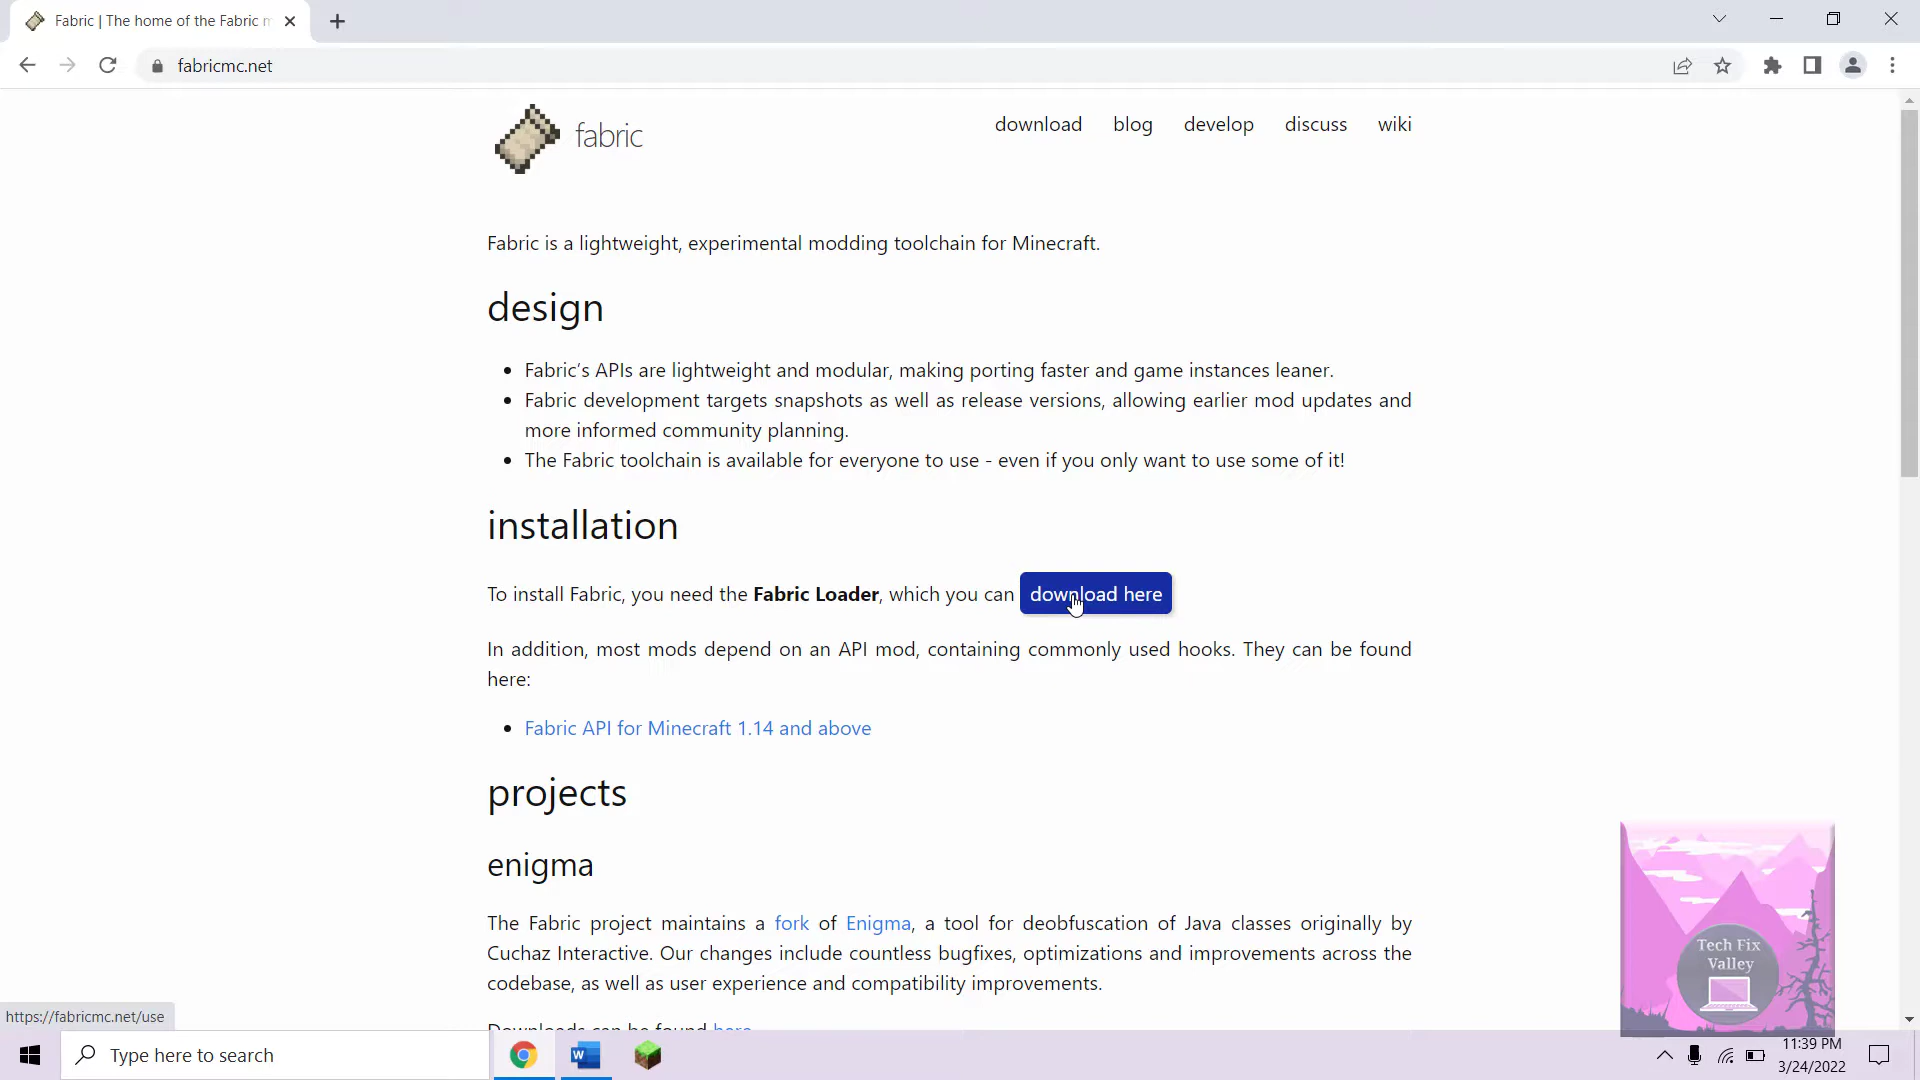 Fabric | The home of the Fabric m
fabricmc.net
fabric
download
blog
develop
discuss
wiki
Fabric is a lightweight, experimental modding toolchain for Minecraft.
design
Fabric's APIs are lightweight and modular, making porting faster and game instances leaner.
Fabric development targets snapshots as well as release versions, allowing earlier mod updates and
more informed community planning.
The Fabric toolchain is available for everyone to use - even if you only want to use some of it!
installation
To install Fabric, you need the Fabric Loader, which you can download here
In addition, most mods depend on an API mod, containing commonly used hooks. They can be found
here:
Fabric API for Minecraft 1.14 and above
projects
enigma
The Fabric project maintains a fork of Enigma, a tool for deobfuscation of Java classes originally by
Cuchaz Interactive. Our changes include countless bugfixes, optimizations and improvements across the
codebase, as well as user experience and compatibility improvements.
Downloads can be found here.
Tech Fix
Valley
https://fabricmc.net/use
Type here to search
W
11:39 PM
3/24/2022